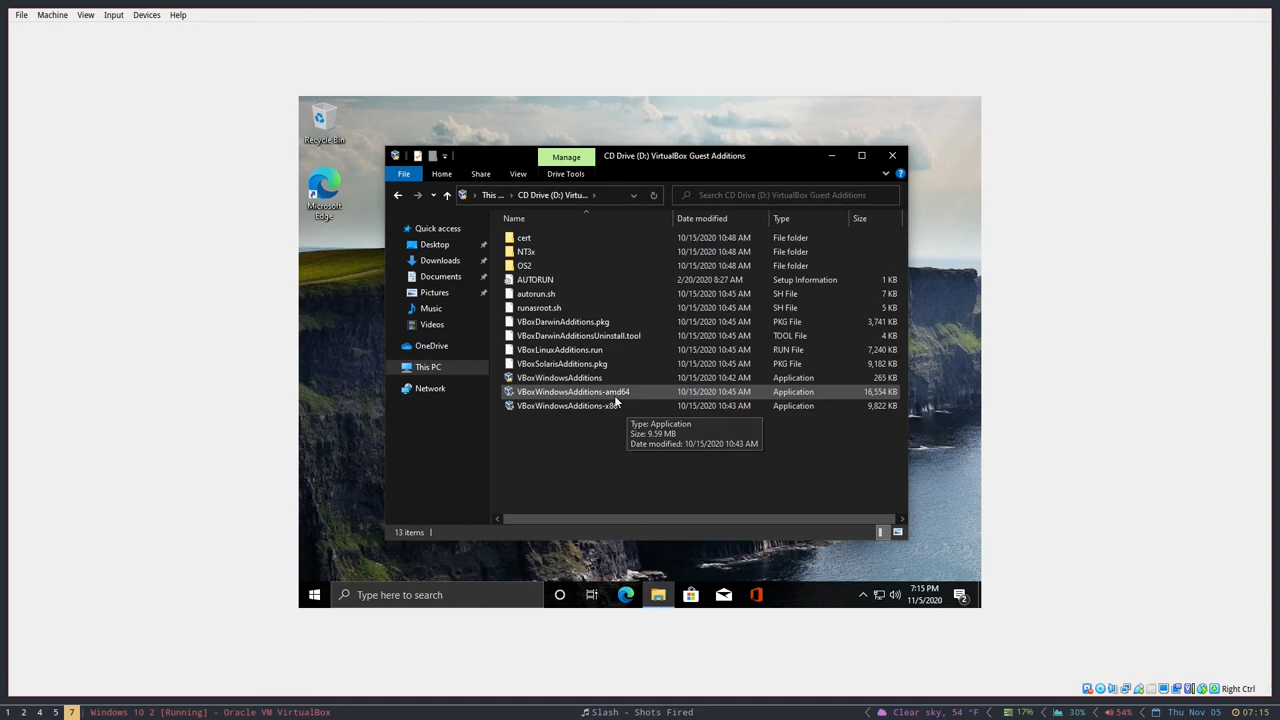 File Machine View Input Devices Help
Recycle Bin
Microsoft Edge
Manage CD Drive (D:) VirtualBox Guest Additions
File Home Share View Drive Tools
This ... CD Drive (D:) Virtu... Search CD Drive (D:) VirtualBox Guest Additions
Name Date modified Type Size
Quick access
Desktop
Downloads
Documents
Pictures
Music
Videos
OneDrive
This PC
Network
cert 10/15/2020 10:48 AM File folder
NT3x 10/15/2020 10:48 AM File folder
OS2 10/15/2020 10:48 AM File folder
AUTORUN 2/20/2020 8:27 AM Setup Information 1 KB
autorun.sh 10/15/2020 10:45 AM SH File 7 KB
runasroot.sh 10/15/2020 10:45 AM SH File 5 KB
VBoxDarwinAdditions.pkg 10/15/2020 10:45 AM PKG File 3,741 KB
VBoxDarwinAdditionsUninstall.tool 10/15/2020 10:45 AM TOOL File 4 KB
VBoxLinuxAdditions.run 10/15/2020 10:45 AM RUN File 7,240 KB
VBoxSolarisAdditions.pkg 10/15/2020 10:45 AM PKG File 9,182 KB
VBoxWindowsAdditions 10/15/2020 10:42 AM Application 265 KB
VBoxWindowsAdditions-amd64 10/15/2020 10:45 AM Application 16,554 KB
VBoxWindowsAdditions-x86 10/15/2020 10:43 AM Application 9,822 KB
Type: Application
Size: 9.59 MB
Date modified: 10/15/2020 10:43 AM
13 items
Type here to search
7:15 PM
11/5/2020
2
Right Ctrl
1 2 4 5 7 Windows 10 2 [Running] - Oracle VM VirtualBox Slash - Shots Fired Clear sky, 54 °F 17% 30% 54% Thu Nov 05 07:15